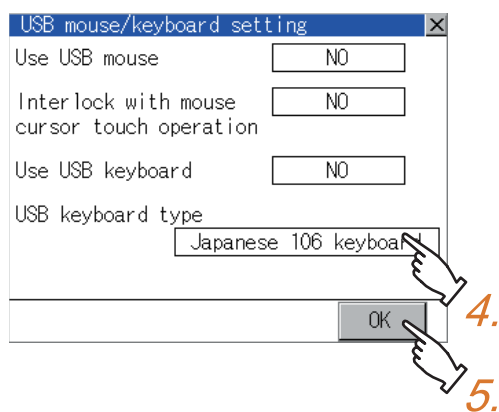 USB mouse/keyboard setting
Use USB mouse NO
Interlock with mouse NO
cursor touch operation
Use USB keyboard NO
USB keyboard type
Japanese 106 keyboard
4.
OK
5.